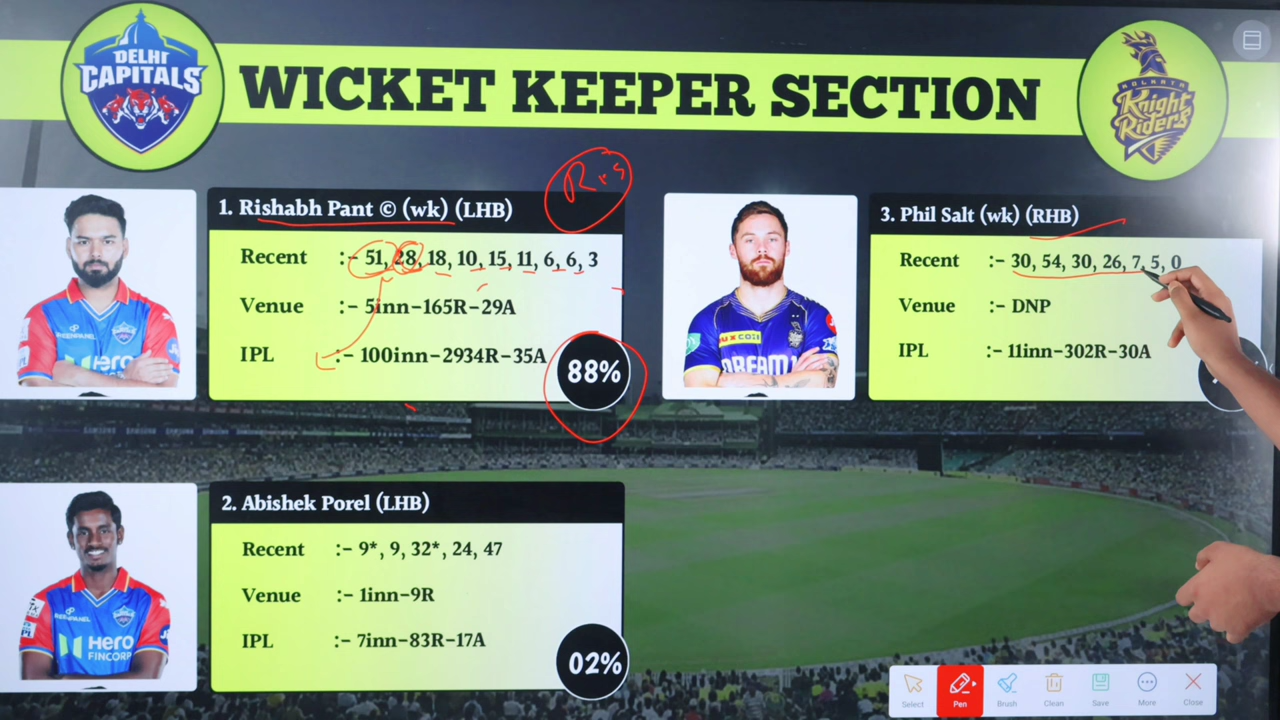 DELHI
CAPITALS
WICKET KEEPER SECTION
KOLKATA
Knight
Riders
1. Rishabh Pant © (wk) (LHB)
Recent :- 51, 28, 18, 10, 15, 11, 6, 6, 3
Venue :- 5inn-165R-29A
IPL :- 100inn-2934R-35A
88%
Hero
3. Phil Salt (wk) (RHB)
Recent :- 30, 54, 30, 26, 7, 5, 0
Venue :- DNP
IPL :- 11inn-302R-30A
DREAM11
2. Abishek Porel (LHB)
Recent :- 9*, 9, 32*, 24, 47
Venue :- 1inn-9R
IPL :- 7inn-83R-17A
02%
Hero
FINCORP
Select Pen Brush Clean Save More Close